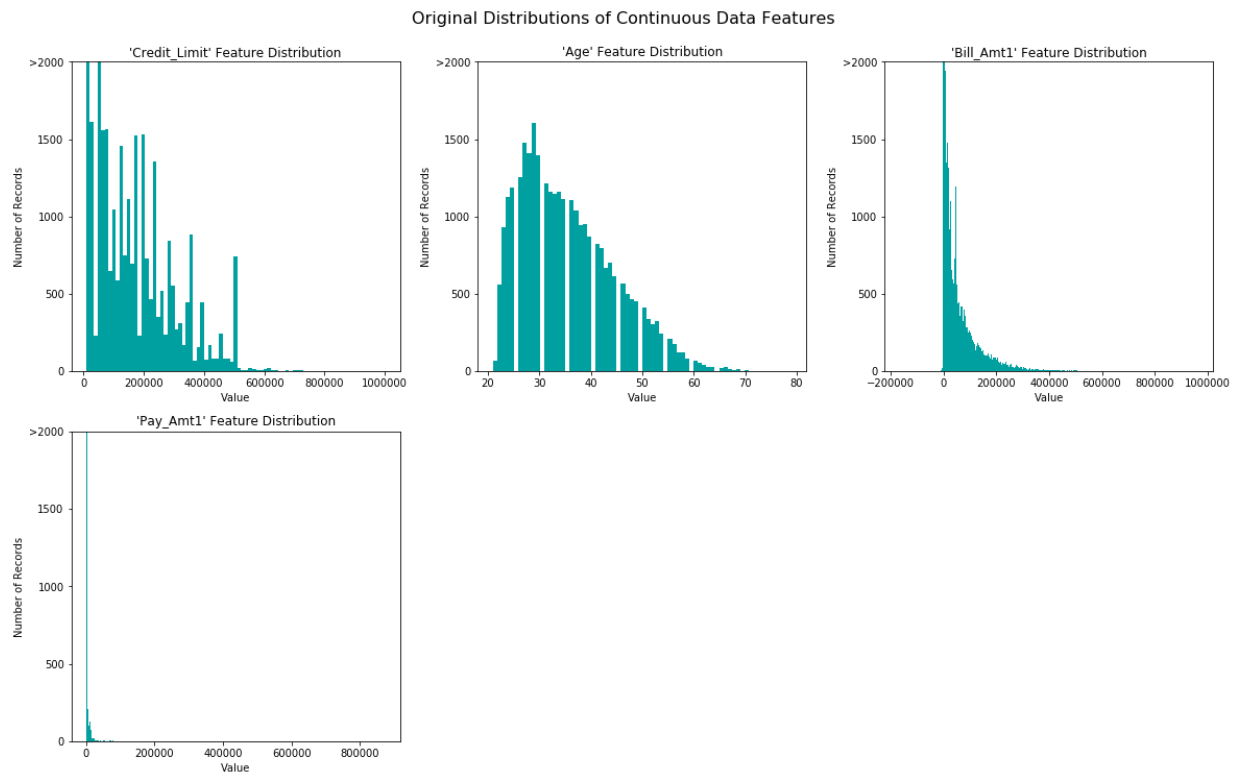 Original Distributions of Continuous Data Features
'Credit_Limit' Feature Distribution
>2000
1500
1000
500
0
Number of Records
0 200000 400000 600000 800000 1000000
Value
'Age' Feature Distribution
>2000
1500
1000
500
0
Number of Records
20 30 40 50 60 70 80
Value
'Bill_Amt1' Feature Distribution
>2000
1500
1000
500
0
Number of Records
−200000 0 200000 400000 600000 800000 1000000
Value
'Pay_Amt1' Feature Distribution
>2000
1500
1000
500
0
Number of Records
0 200000 400000 600000 800000
Value